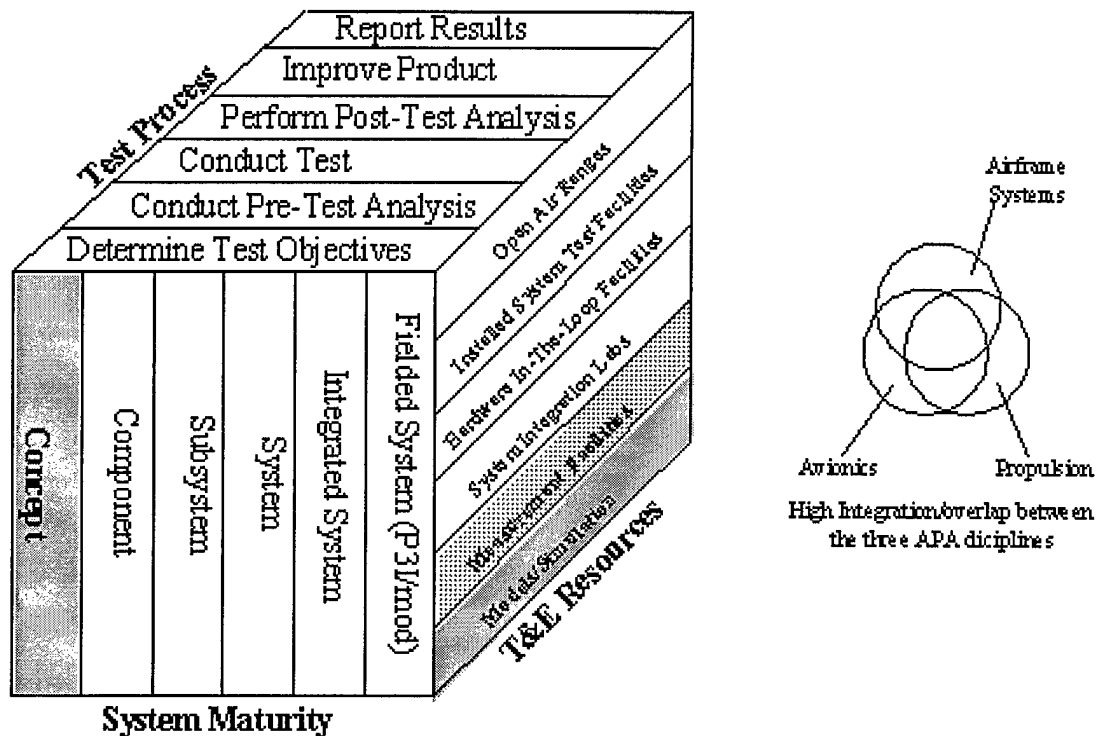 Report Results
Improve Product
Perform Post-Test Analysis
Conduct Test
Conduct Pre-Test Analysis
Determine Test Objectives
Test Process
Concept
Component
Subsystem
System
Integrated System
Fielded System (P3I/mod)
System Maturity
Open Air Ranges
Installed System Test Facilities
Hardware In-The-Loop Facilities
System Integration Labs
Measurement Facilities
Models/Simulation
T&E Resources
Airframe
Systems
Avionics
Propulsion
High Integration/overlap between
the three APA diciplines